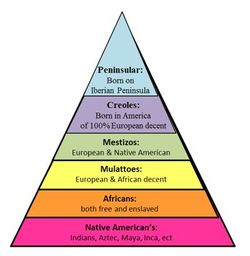 Peninsular:
Born on
Iberian Peninsula
Creoles:
Born in America
of 100% European decent
Mestizos:
European & Native American
Mulattoes:
European & African decent
Africans:
both free and enslaved
Native American's:
Indians, Aztec, Maya, Inca, ect